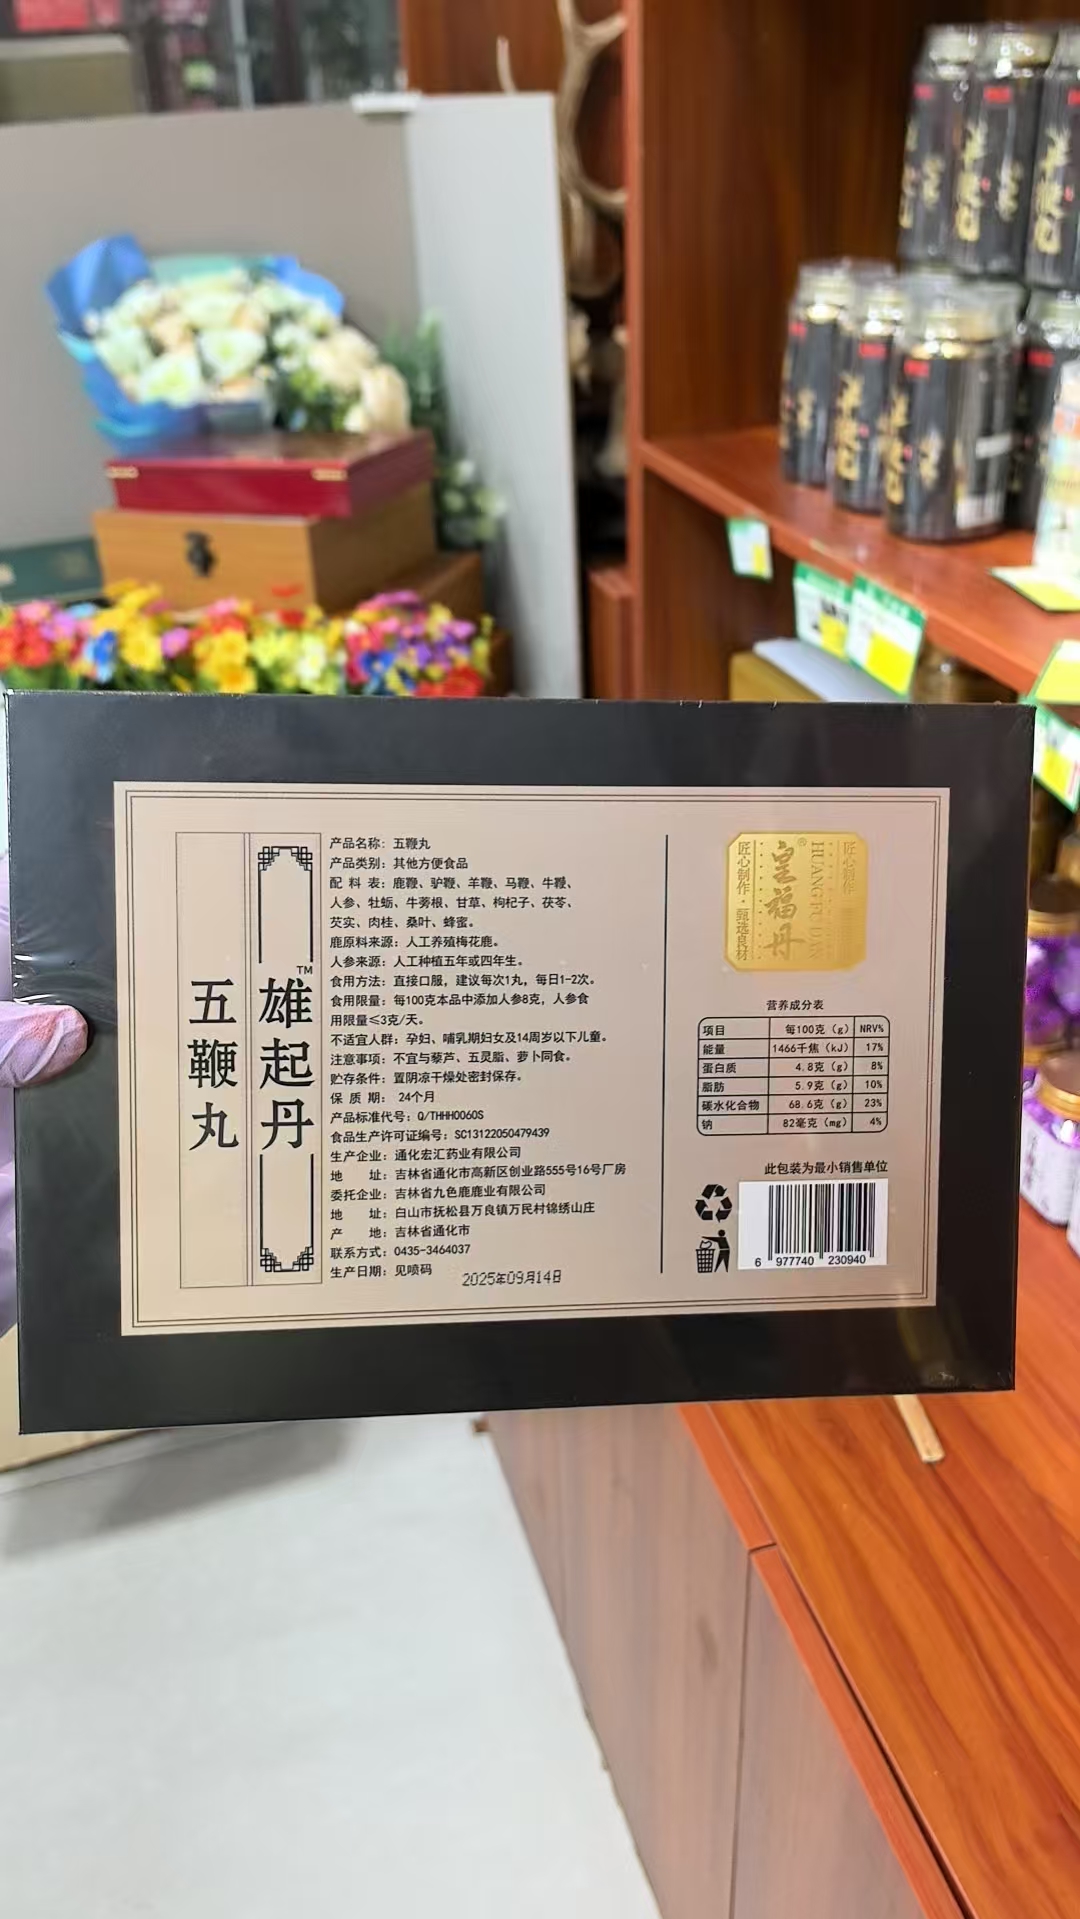 五鞭丸
雄起丹
TM
产品名称：五鞭丸
产品类别：其他方便食品
配 料 表：鹿鞭、驴鞭、羊鞭、马鞭、牛鞭、
人参、牡蛎、牛蒡根、甘草、枸杞子、茯苓、
芡实、肉桂、桑叶、蜂蜜。
鹿原料来源：人工养殖梅花鹿。
人参来源：人工种植五年或四年生。
食用方法：直接口服，建议每次1丸，每日1-2次。
食用限量：每100克本品中添加人参8克，人参食
用限量≤3克/天。
不适宜人群：孕妇、哺乳期妇女及14周岁以下儿童。
注意事项：不宜与藜芦、五灵脂、萝卜同食。
贮存条件：置阴凉干燥处密封保存。
保 质 期： 24个月
产品标准代号：Q/THHH0060S
食品生产许可证编号：SC13122050479439
生产企业：通化宏汇药业有限公司
地 址：吉林省通化市高新区创业路555号16号厂房
委托企业：吉林省九色鹿鹿业有限公司
地 址：白山市抚松县万良镇万民村锦绣山庄
产 地：吉林省通化市
联系方式：0435-3464037
生产日期：见喷码
2025年09月14日
匠心制作·甄选良材
皇福丹®
HUANG FU DAN
匠心制作
营养成分表
项目 每100克（g） NRV%
能量 1466千焦（kJ） 17%
蛋白质 4.8克（g） 8%
脂肪 5.9克（g） 10%
碳水化合物 68.6克（g） 23%
钠 82毫克（mg） 4%
此包装为最小销售单位
6 977740 230940